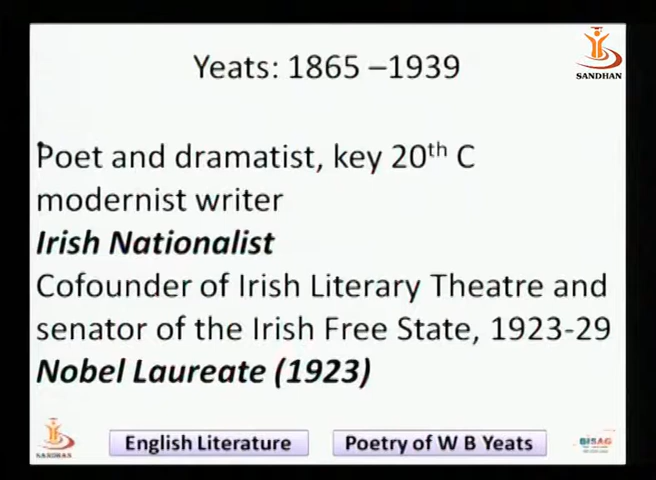 SANDHAN
Yeats: 1865 –1939
Poet and dramatist, key 20th C
modernist writer
Irish Nationalist
Cofounder of Irish Literary Theatre and
senator of the Irish Free State, 1923-29
Nobel Laureate (1923)
SANDHAN
English Literature
Poetry of W B Yeats
BISAG